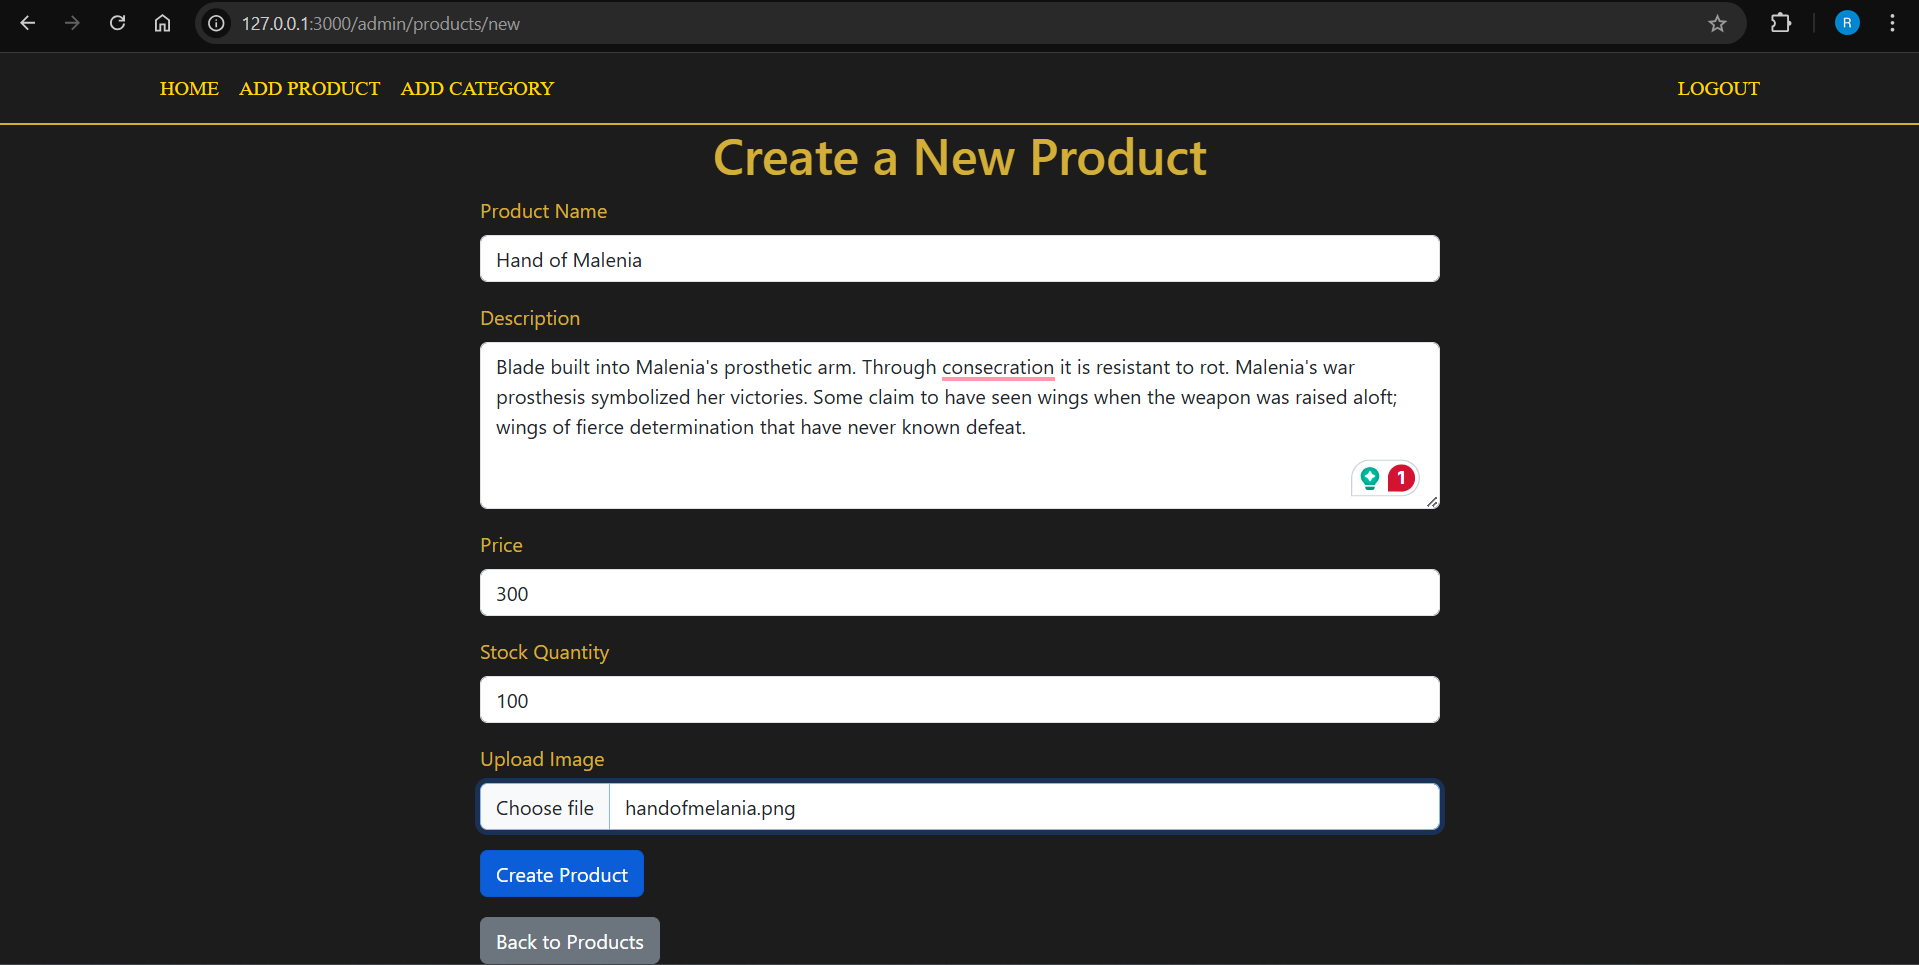 127.0.0.1:3000/admin/products/new
R
HOME ADD PRODUCT ADD CATEGORY LOGOUT
Create a New Product
Product Name
Hand of Malenia
Description
Blade built into Malenia's prosthetic arm. Through consecration it is resistant to rot. Malenia's war
prosthesis symbolized her victories. Some claim to have seen wings when the weapon was raised aloft;
wings of fierce determination that have never known defeat.
1
Price
300
Stock Quantity
100
Upload Image
Choose file handofmelania.png
Create Product
Back to Products